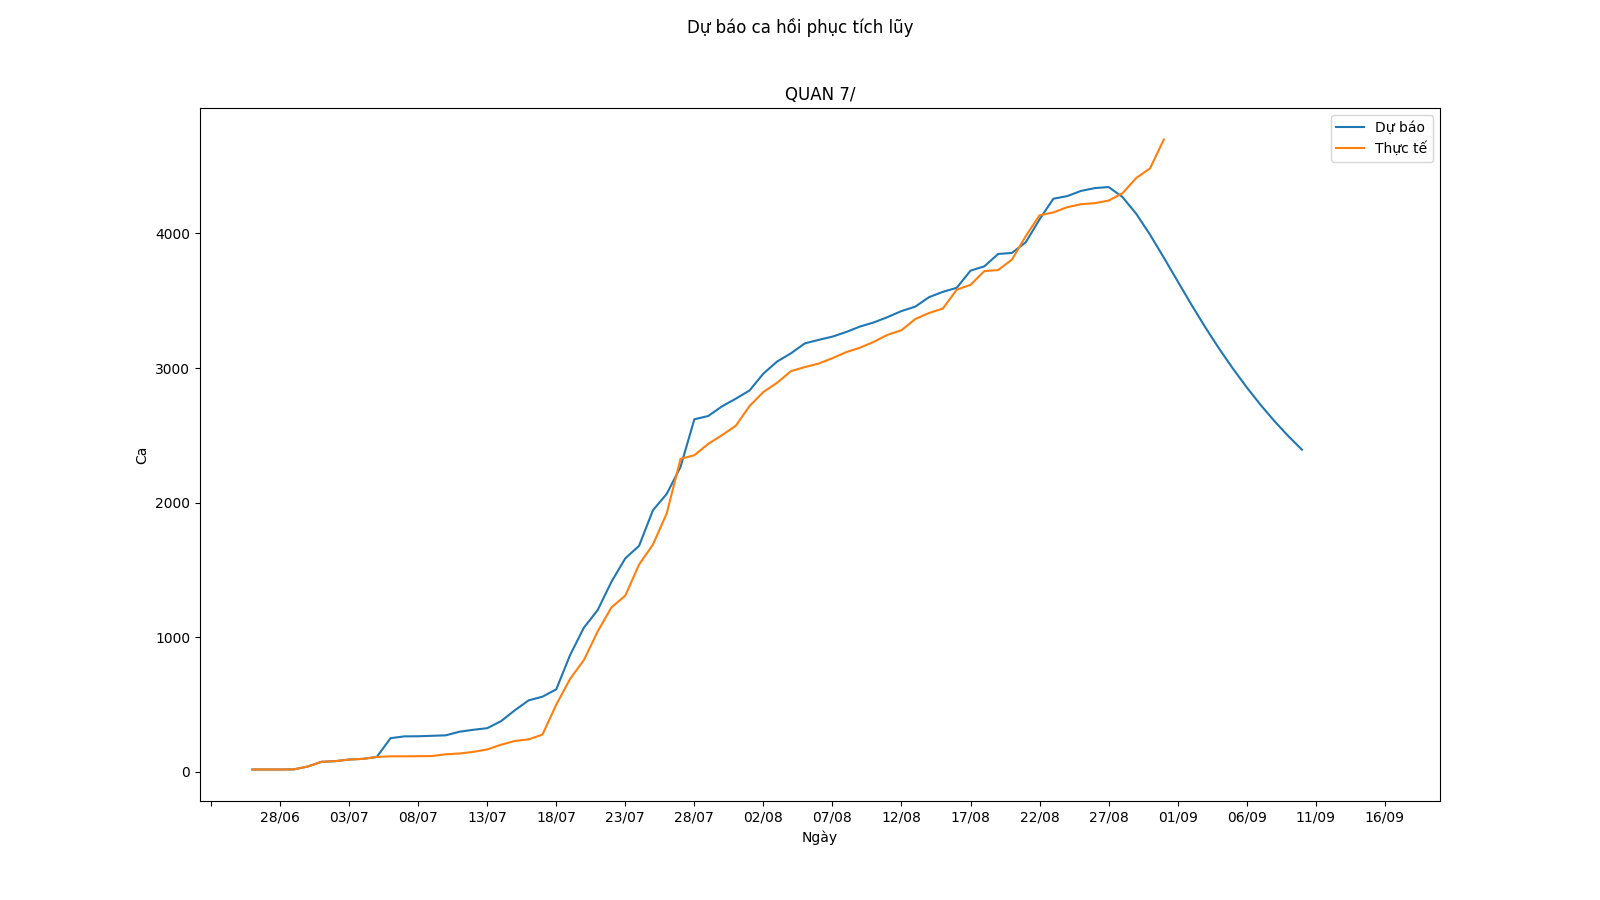 Dự báo ca hồi phục tích lũy
QUAN 7/
Dự báo
Thực tế
4000
3000
2000
1000
0
Ca
28/06 03/07 08/07 13/07 18/07 23/07 28/07 02/08 07/08 12/08 17/08 22/08 27/08 01/09 06/09 11/09 16/09
Ngày